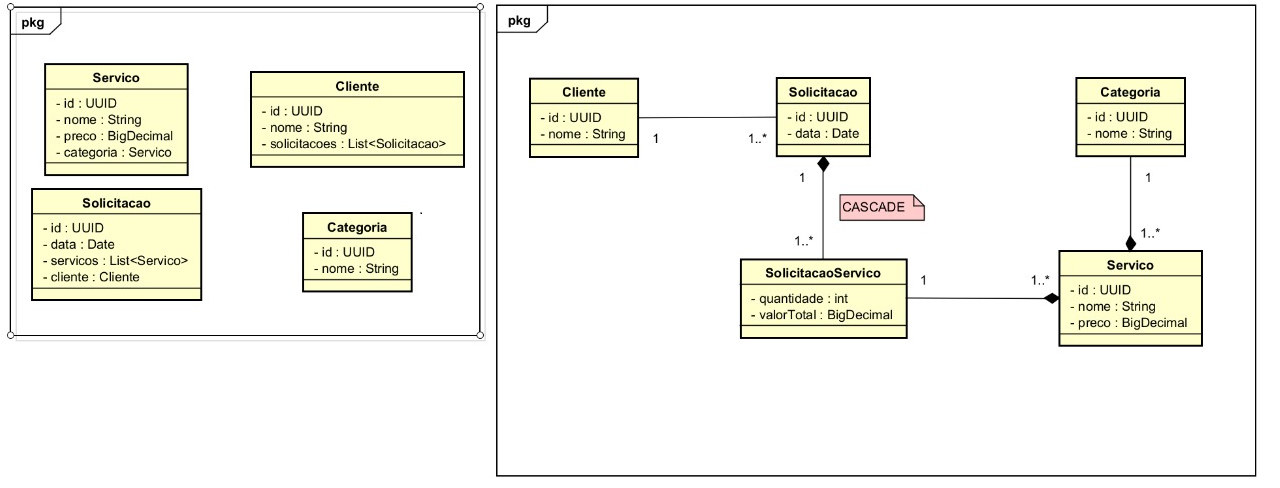 pkg
Servico
- id : UUID
- nome : String
- preco : BigDecimal
- categoria : Servico
Cliente
- id : UUID
- nome : String
- solicitacoes : List<Solicitacao>
Solicitacao
- id : UUID
- data : Date
- servicos : List<Servico>
- cliente : Cliente
Categoria
- id : UUID
- nome : String
pkg
Cliente
- id : UUID
- nome : String
1
1..*
Solicitacao
- id : UUID
- data : Date
Categoria
- id : UUID
- nome : String
1
CASCADE
1..*
1
1..*
SolicitacaoServico
- quantidade : int
- valorTotal : BigDecimal
1
1..*
Servico
- id : UUID
- nome : String
- preco : BigDecimal